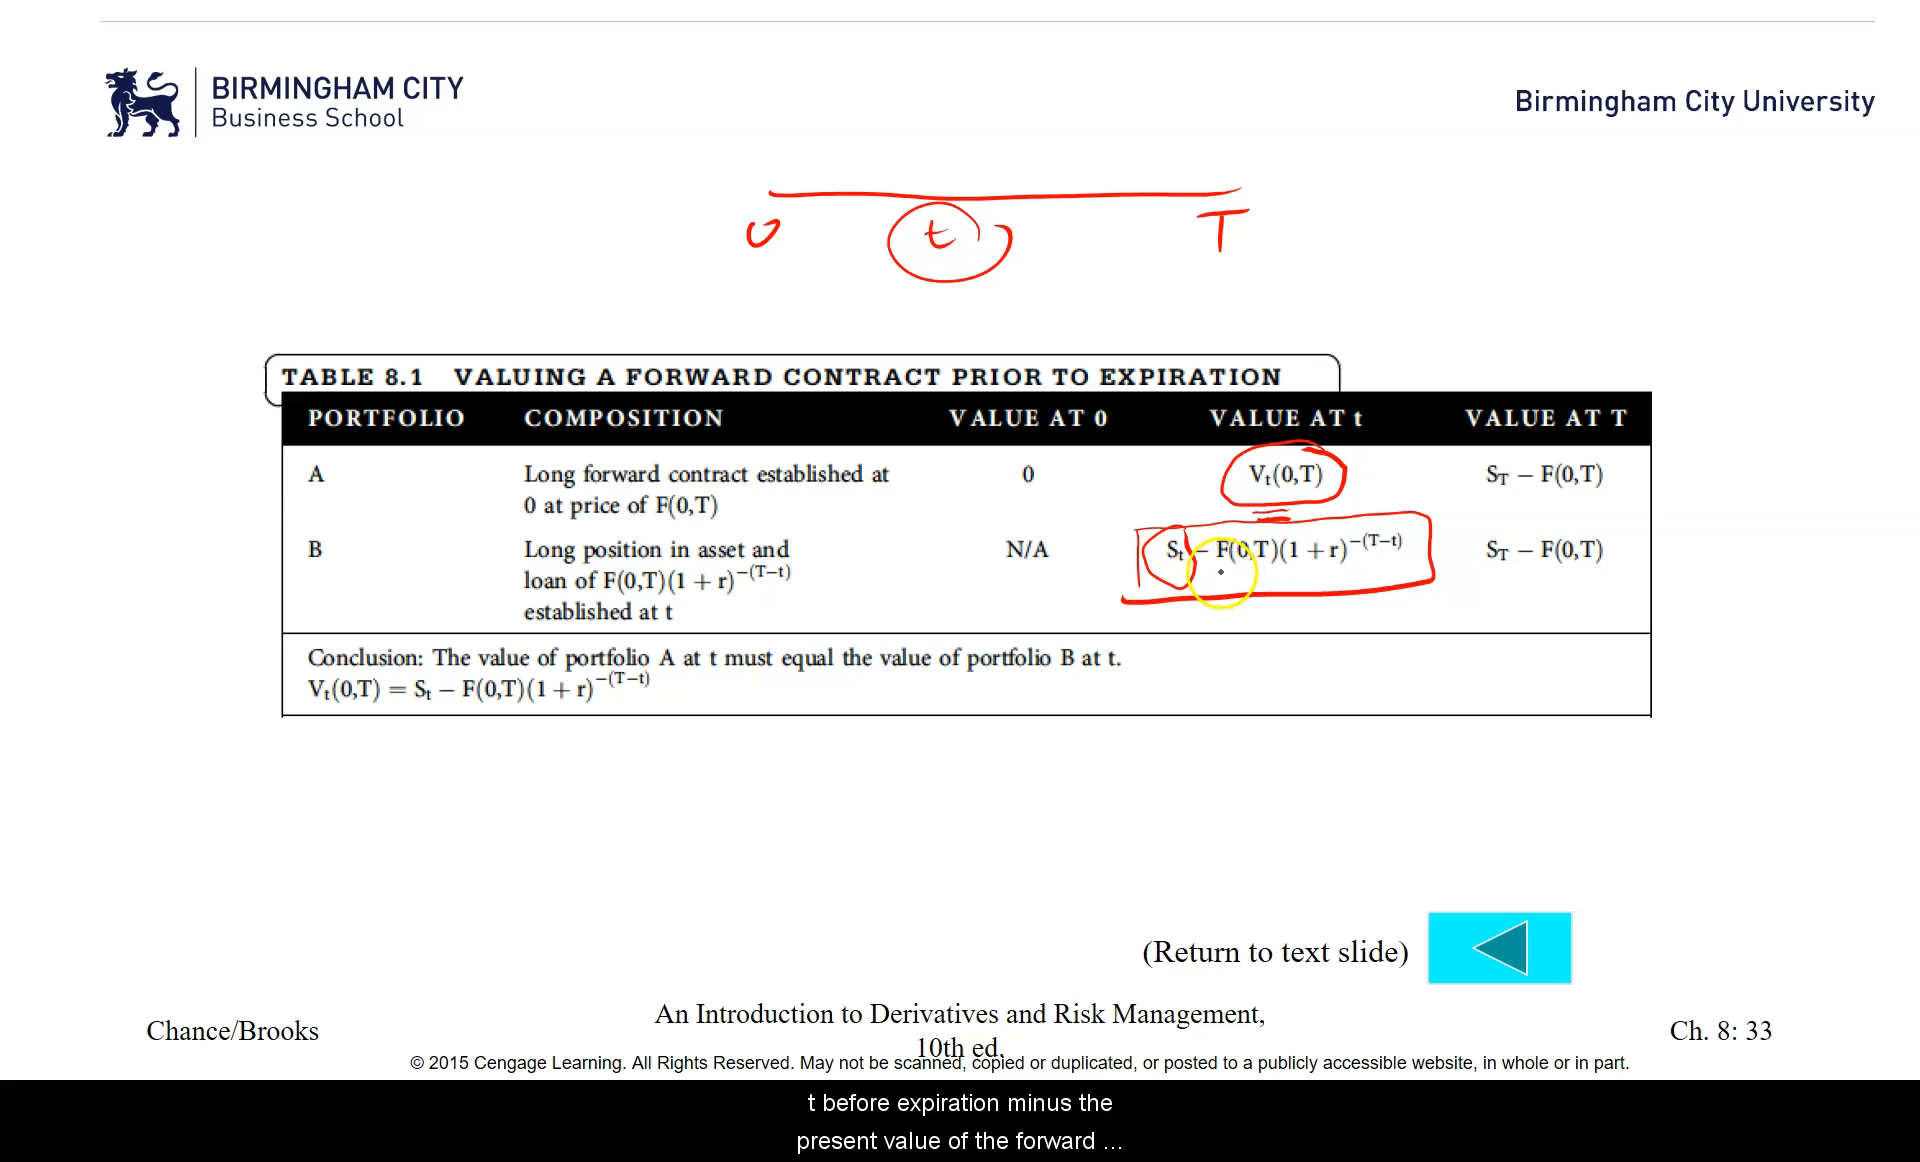 BIRMINGHAM CITY
Business School
Birmingham City University
0 t T
TABLE 8.1 VALUING A FORWARD CONTRACT PRIOR TO EXPIRATION
PORTFOLIO COMPOSITION VALUE AT 0 VALUE AT t VALUE AT T
A Long forward contract established at 0 Vt(0,T) ST − F(0,T)
0 at price of F(0,T)
B Long position in asset and N/A St − F(0,T)(1 + r)−(T−t) ST − F(0,T)
loan of F(0,T)(1 + r)−(T−t)
established at t
Conclusion: The value of portfolio A at t must equal the value of portfolio B at t.
Vt(0,T) = St − F(0,T)(1 + r)−(T−t)
(Return to text slide)
Chance/Brooks
An Introduction to Derivatives and Risk Management,
10th ed.
Ch. 8: 33
© 2015 Cengage Learning. All Rights Reserved. May not be scanned, copied or duplicated, or posted to a publicly accessible website, in whole or in part.
t before expiration minus the
present value of the forward ...